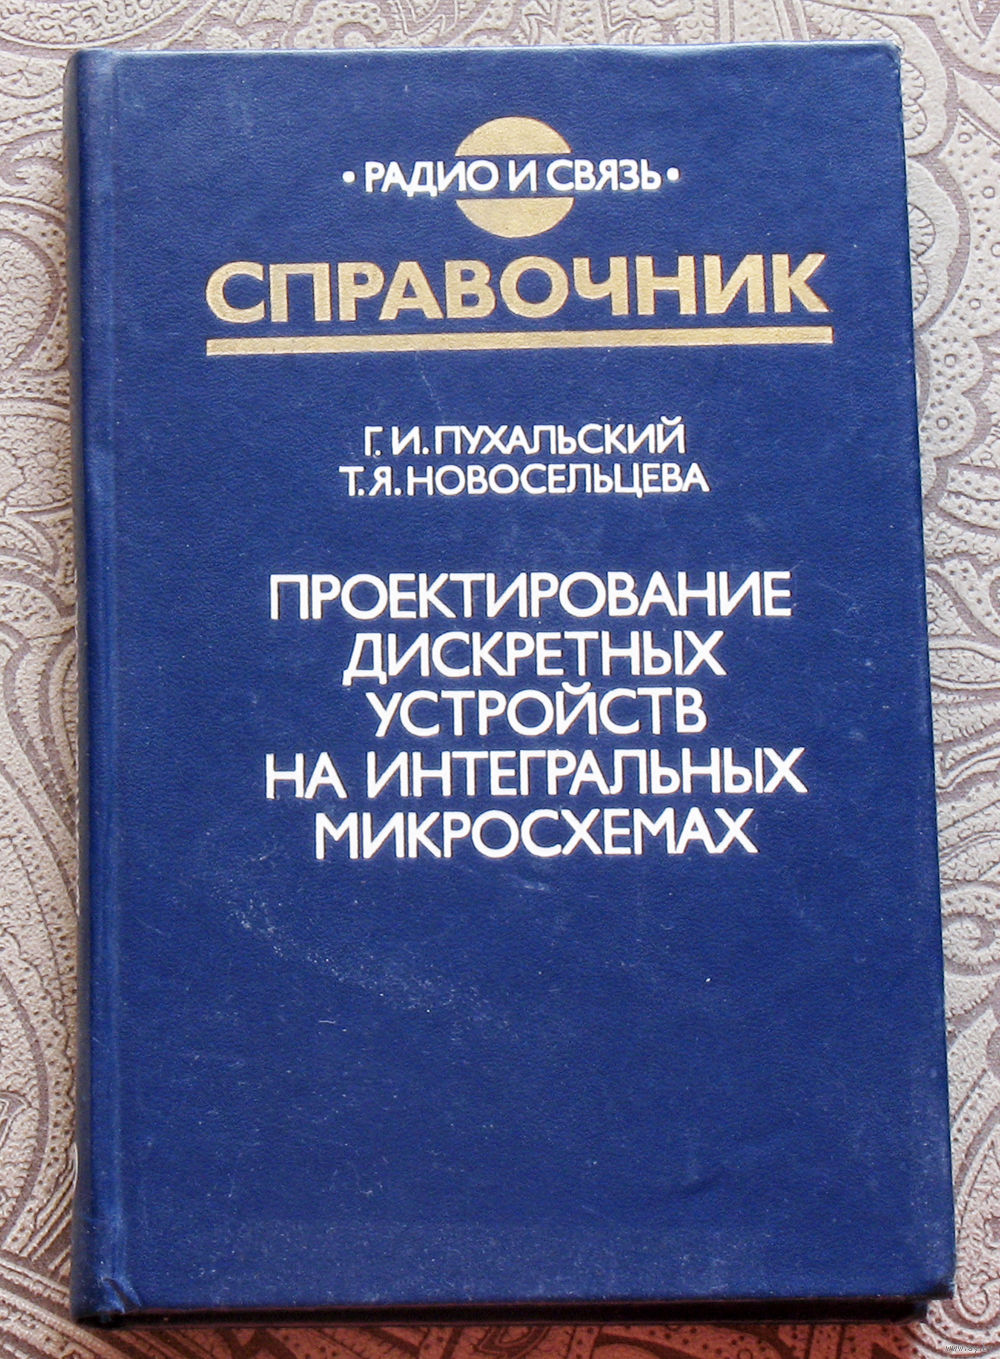 • РАДИО И СВЯЗЬ •
СПРАВОЧНИК
Г. И. ПУХАЛЬСКИЙ
Т. Я. НОВОСЕЛЬЦЕВА
ПРОЕКТИРОВАНИЕ
ДИСКРЕТНЫХ
УСТРОЙСТВ
НА ИНТЕГРАЛЬНЫХ
МИКРОСХЕМАХ